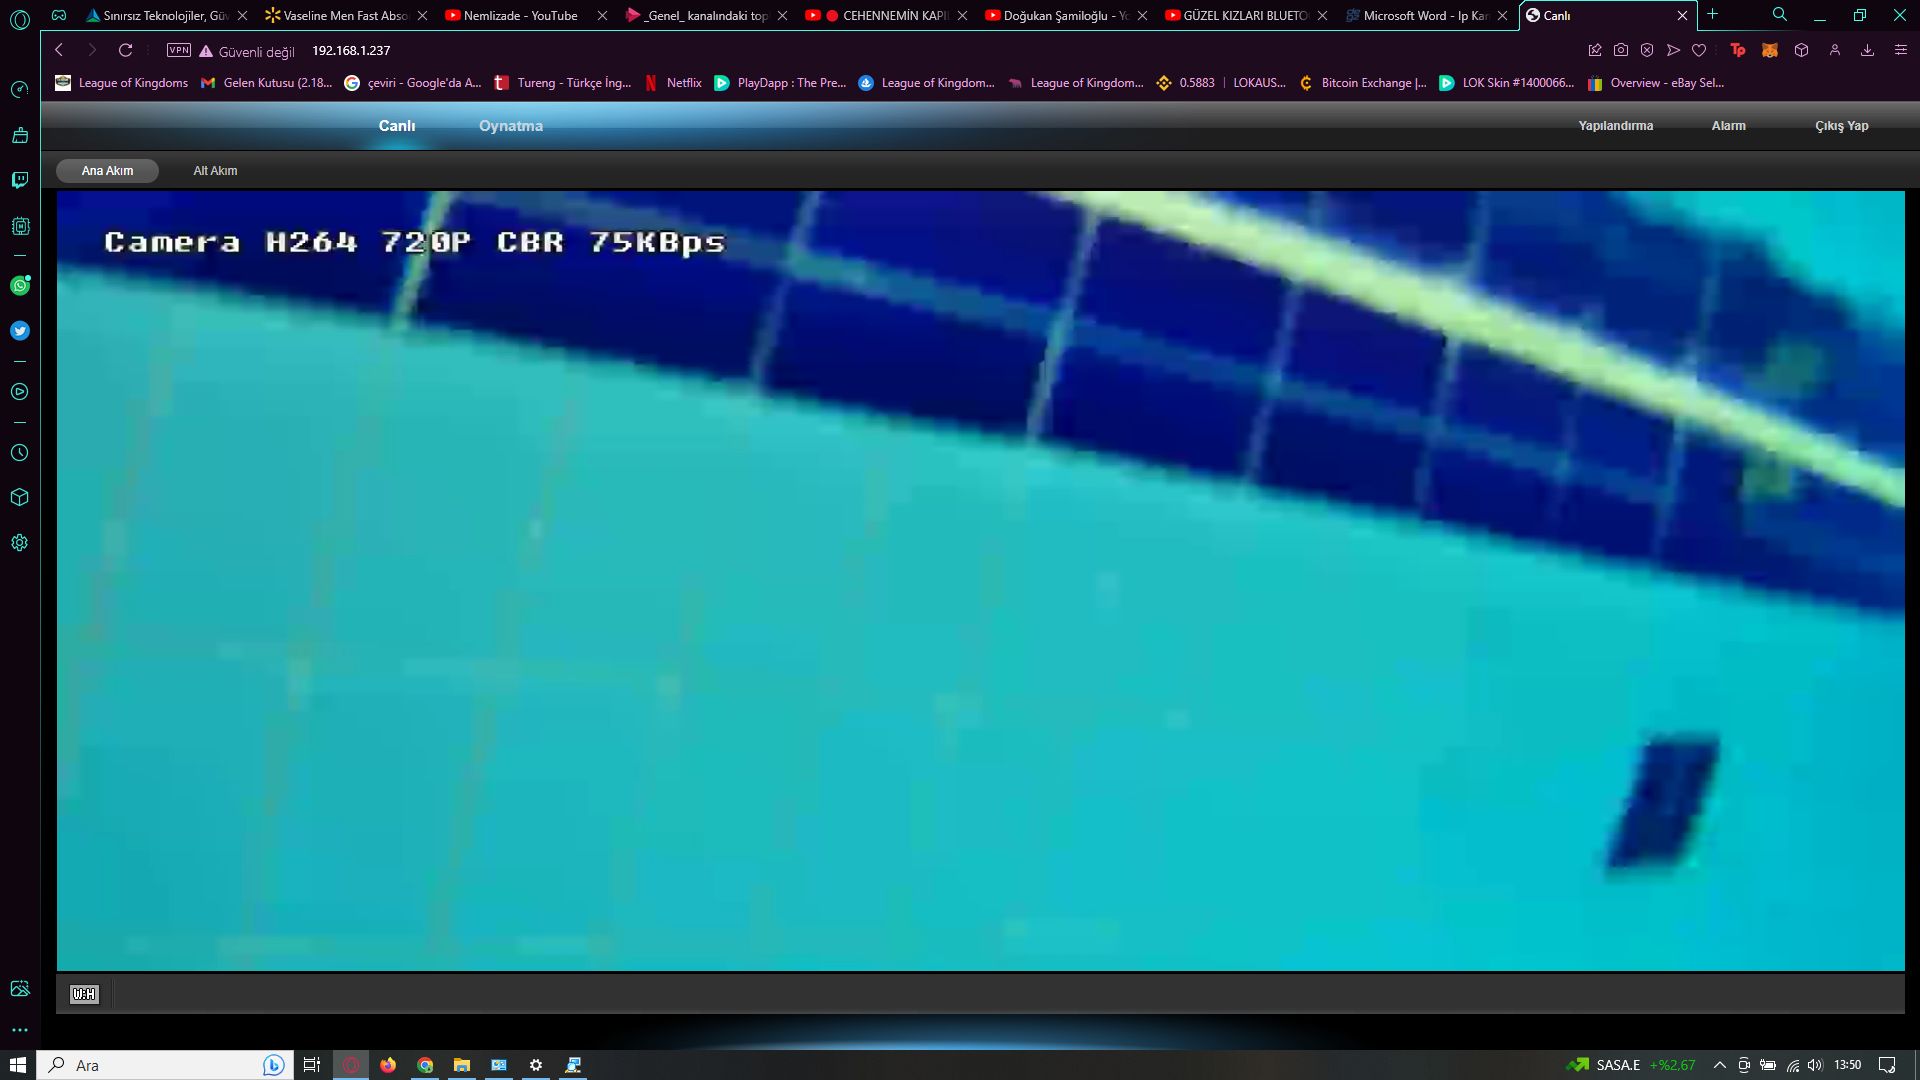 Sınırsız Teknolojiler, Güv
Vaseline Men Fast Abso
Nemlizade - YouTube
_Genel_ kanalındaki top
CEHENNEMİN KAPI
Doğukan Şamiloğlu - Yo
GÜZEL KIZLARI BLUETO
Microsoft Word - Ip Kam
Canlı
VPN
Güvenli değil
192.168.1.237
League of Kingdoms
Gelen Kutusu (2.18...
çeviri - Google'da A...
Tureng - Türkçe İng...
Netflix
PlayDapp : The Pre...
League of Kingdom...
League of Kingdom...
0.5883 | LOKAUS...
Bitcoin Exchange |...
LOK Skin #1400066...
Overview - eBay Sel...
Canlı
Oynatma
Yapılandırma
Alarm
Çıkış Yap
Ana Akım
Alt Akım
Camera H264 720P CBR 75KBps
W:H
Ara
SASA.E +%2,67
13:50